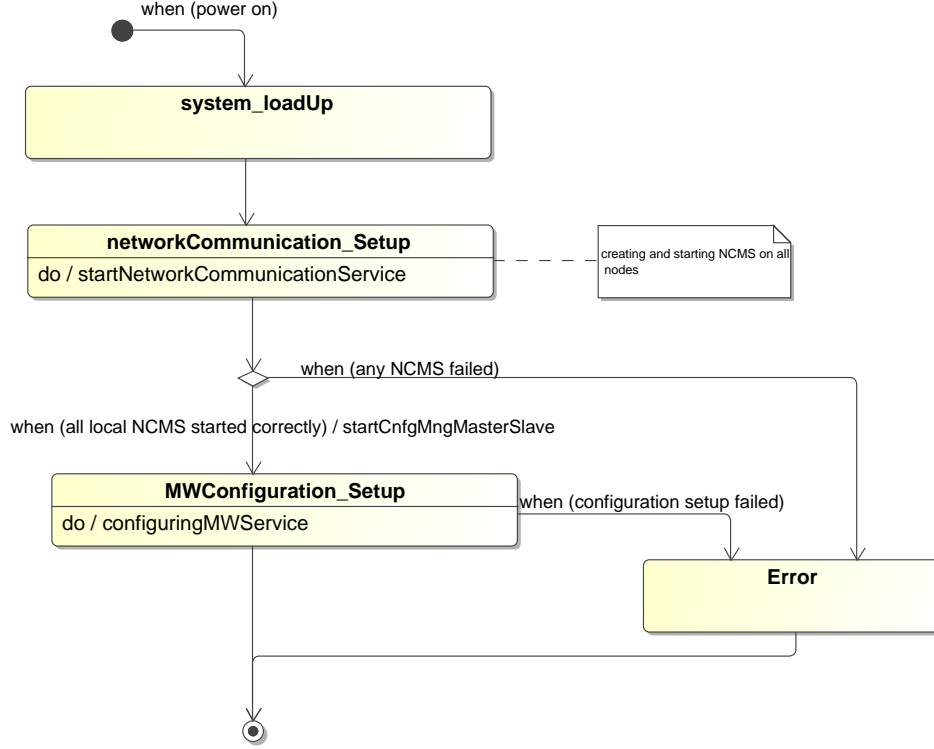 when (power on)
system_loadUp
networkCommunication_Setup
do / startNetworkCommunicationService
creating and starting NCMS on all
nodes
when (any NCMS failed)
when (all local NCMS started correctly) / startCnfgMngMasterSlave
MWConfiguration_Setup
do / configuringMWService
when (configuration setup failed)
Error